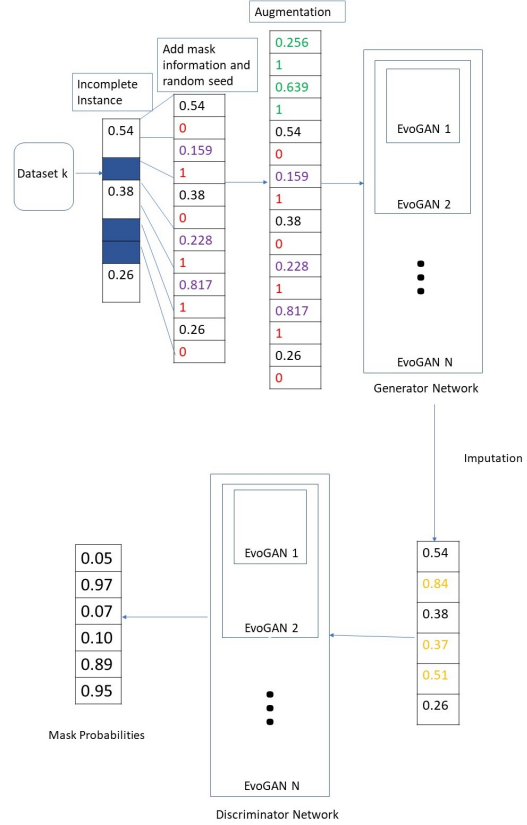 Augmentation
Add mask
information and
random seed
Incomplete
Instance
Dataset k
0.54
0.38
0.26
0.54
0
0.159
1
0.38
0
0.228
1
0.817
1
0.26
0
0.256
1
0.639
1
0.54
0
0.159
1
0.38
0
0.228
1
0.817
1
0.26
0
EvoGAN 1
EvoGAN 2
EvoGAN N
Generator Network
Imputation
0.54
0.84
0.38
0.37
0.51
0.26
EvoGAN 1
EvoGAN 2
EvoGAN N
Discriminator Network
0.05
0.97
0.07
0.10
0.89
0.95
Mask Probabilities